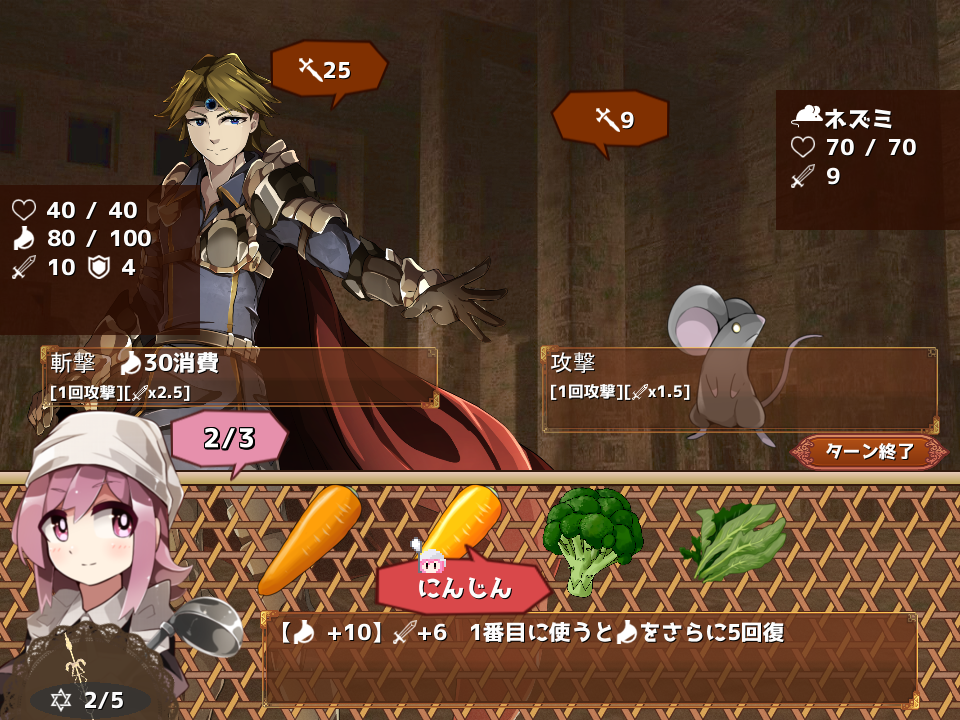 25
9
ネズミ
70 / 70
9
40 / 40
80 / 100
10 4
斬撃 30消費
[1回攻撃][x2.5]
攻撃
[1回攻撃][x1.5]
2/3
ターン終了
にんじん
【 +10】 +6 1番目に使うとをさらに5回復
2/5